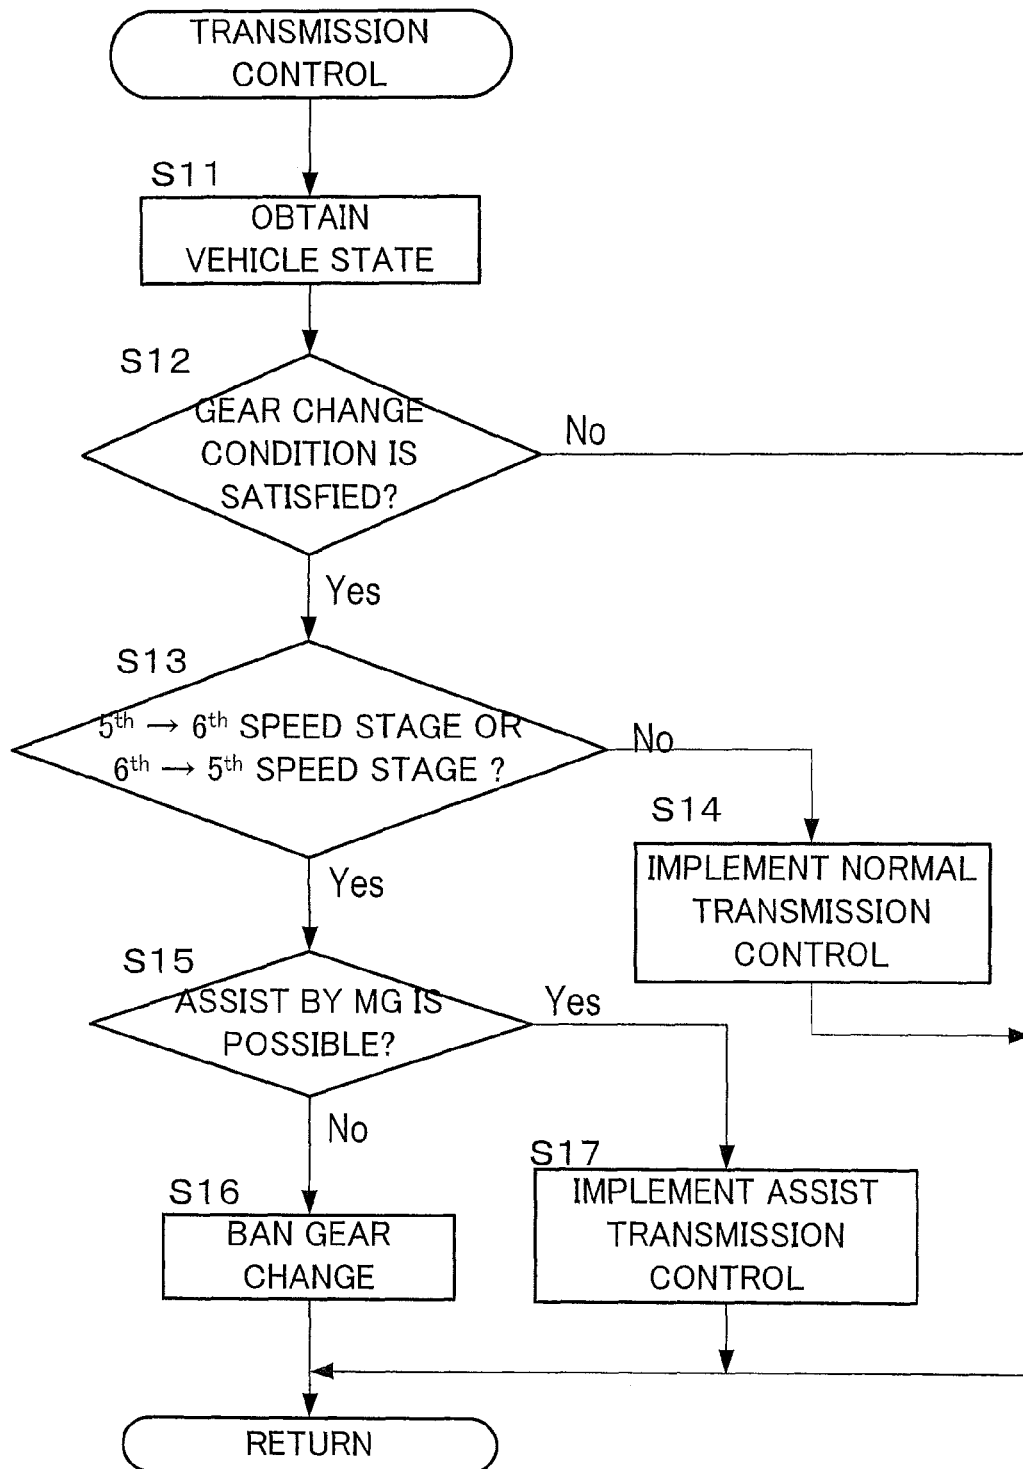 TRANSMISSION
CONTROL
S11
OBTAIN
VEHICLE STATE
S12
GEAR CHANGE
CONDITION IS
SATISFIED?
No
Yes
S13
5th → 6th SPEED STAGE OR
6th → 5th SPEED STAGE ?
No
S14
IMPLEMENT NORMAL
TRANSMISSION
CONTROL
Yes
S15
ASSIST BY MG IS
POSSIBLE?
Yes
No
S16
BAN GEAR
CHANGE
S17
IMPLEMENT ASSIST
TRANSMISSION
CONTROL
RETURN